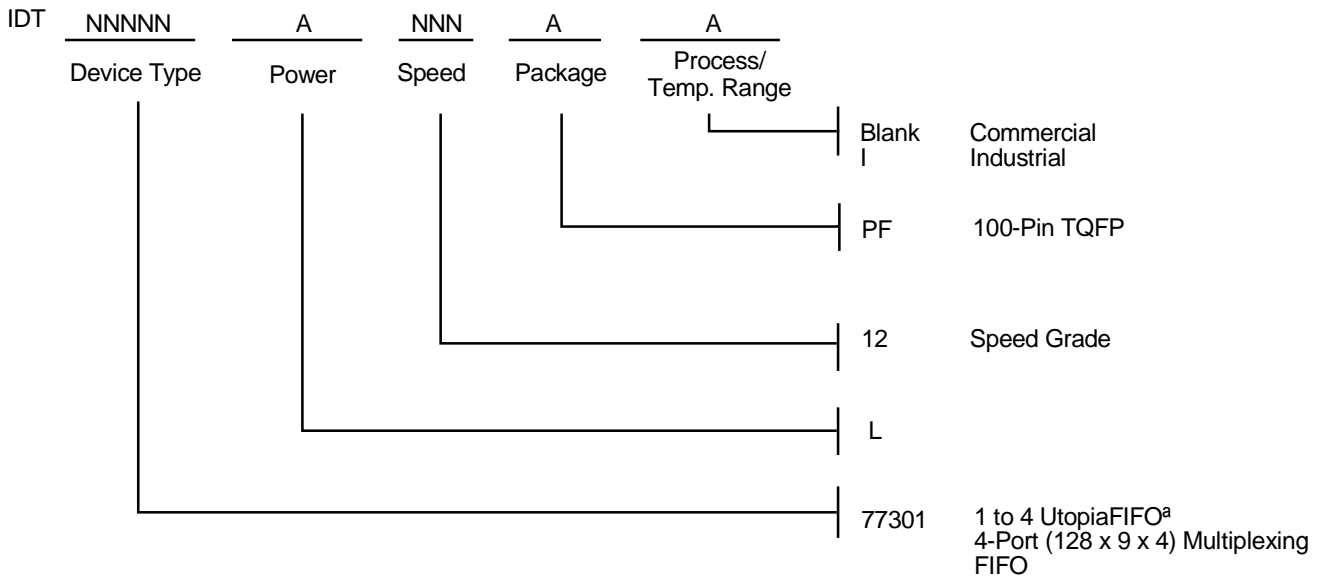 IDT NNNNN A NNN A A
Device Type Power Speed Package Process/
Temp. Range
Blank Commercial
I Industrial
PF 100-Pin TQFP
12 Speed Grade
L
77301 1 to 4 UtopiaFIFOª
4-Port (128 x 9 x 4) Multiplexing
FIFO